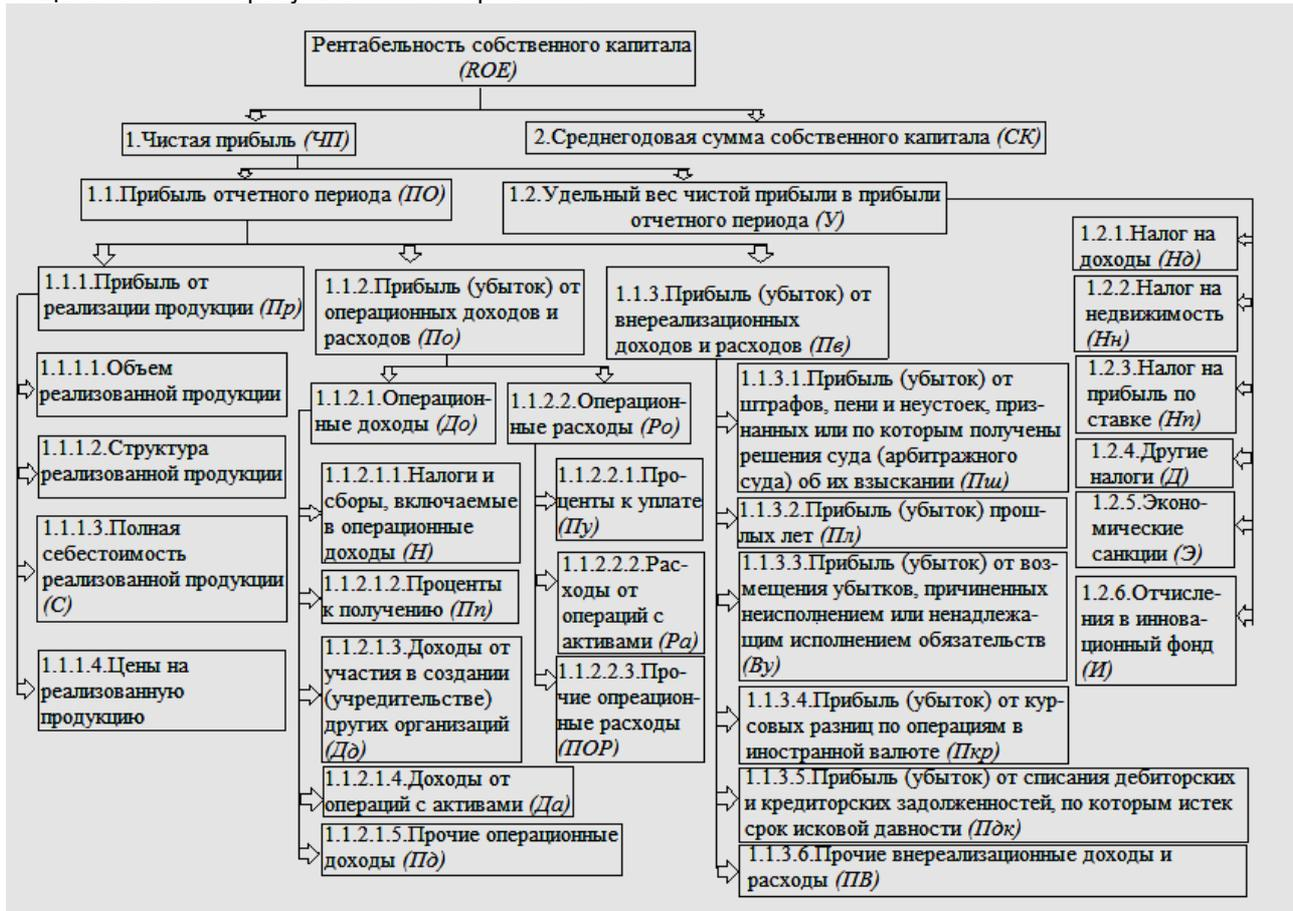 Рентабельность собственного капитала
(ROE)
1.Чистая прибыль (ЧП)
2.Среднегодовая сумма собственного капитала (СК)
1.1.Прибыль отчетного периода (ПО)
1.2.Удельный вес чистой прибыли в прибыли
отчетного периода (У)
1.1.1.Прибыль от
реализации продукции (Пр)
1.1.1.1.Объем
реализованной продукции
1.1.1.2.Структура
реализованной продукции
1.1.1.3.Полная
себестоимость
реализованной продукции
(С)
1.1.1.4.Цены на
реализованную
продукцию
1.1.2.Прибыль (убыток) от
операционных доходов и
расходов (По)
1.1.2.1.Операцион-
ные доходы (До)
1.1.2.1.1.Налоги и
сборы, включаемые
в операционные
доходы (Н)
1.1.2.1.2.Проценты
к получению (Пп)
1.1.2.1.3.Доходы от
участия в создании
(учредительстве)
других организаций
(Дд)
1.1.2.1.4.Доходы от
операций с активами (Да)
1.1.2.1.5.Прочие операционные
доходы (Пд)
1.1.2.2.Операцион-
ные расходы (Ро)
1.1.2.2.1.Про-
центы к уплате
(Пу)
1.1.2.2.2.Рас-
ходы от
операций с
активами (Ра)
1.1.2.2.3.Про-
чие опреацион-
ные расходы
(ПОР)
1.1.3.Прибыль (убыток) от
внереализационных
доходов и расходов (Пв)
1.1.3.1.Прибыль (убыток) от
штрафов, пени и неустоек, приз-
нанных или по которым получены
решения суда (арбитражного
суда) об их взыскании (Пш)
1.1.3.2.Прибыль (убыток) прош-
лых лет (Пл)
1.1.3.3.Прибыль (убыток) от воз-
мещения убытков, причиненных
неисполнением или ненадлежа-
щим исполнением обязательств
(Ву)
1.1.3.4.Прибыль (убыток) от кур-
совых разниц по операциям в
иностранной валюте (Пкр)
1.1.3.5.Прибыль (убыток) от списания дебиторских
и кредиторских задолженностей, по которым истек
срок исковой давности (Пдк)
1.1.3.6.Прочие внереализационные доходы и
расходы (ПВ)
1.2.1.Налог на
доходы (Нд)
1.2.2.Налог на
недвижимость
(Нн)
1.2.3.Налог на
прибыль по
ставке (Нп)
1.2.4.Другие
налоги (Д)
1.2.5.Эконо-
мические
санкции (Э)
1.2.6.Отчисле-
ния в иннова-
ционный фонд
(И)